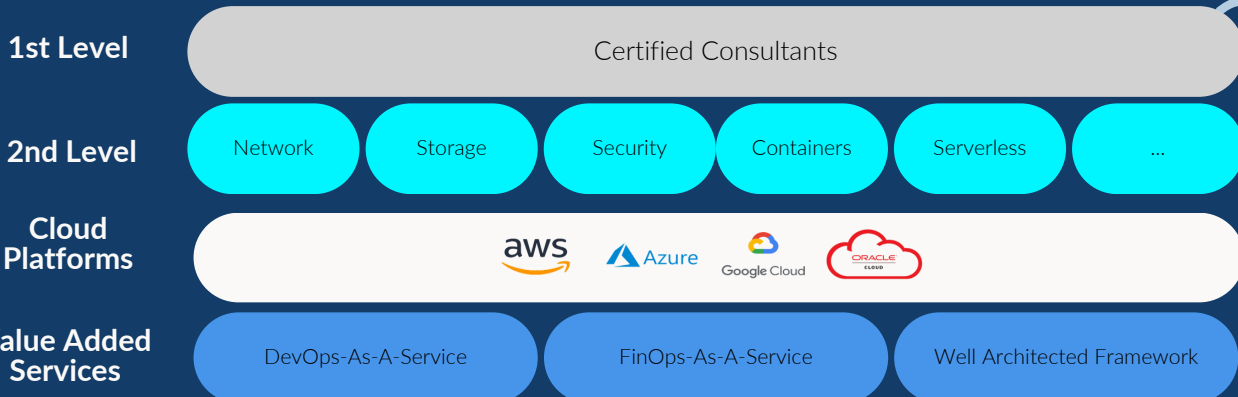 1st Level
Certified Consultants
2nd Level
Network
Storage
Security
Containers
Serverless
...
Cloud
Platforms
aws
Azure
Google Cloud
ORACLE
CLOUD
alue Added
Services
DevOps-As-A-Service
FinOps-As-A-Service
Well Architected Framework